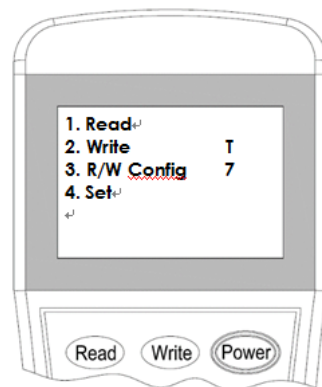 1. Read
2. Write T
3. R/W Config 7
4. Set
Read Write Power